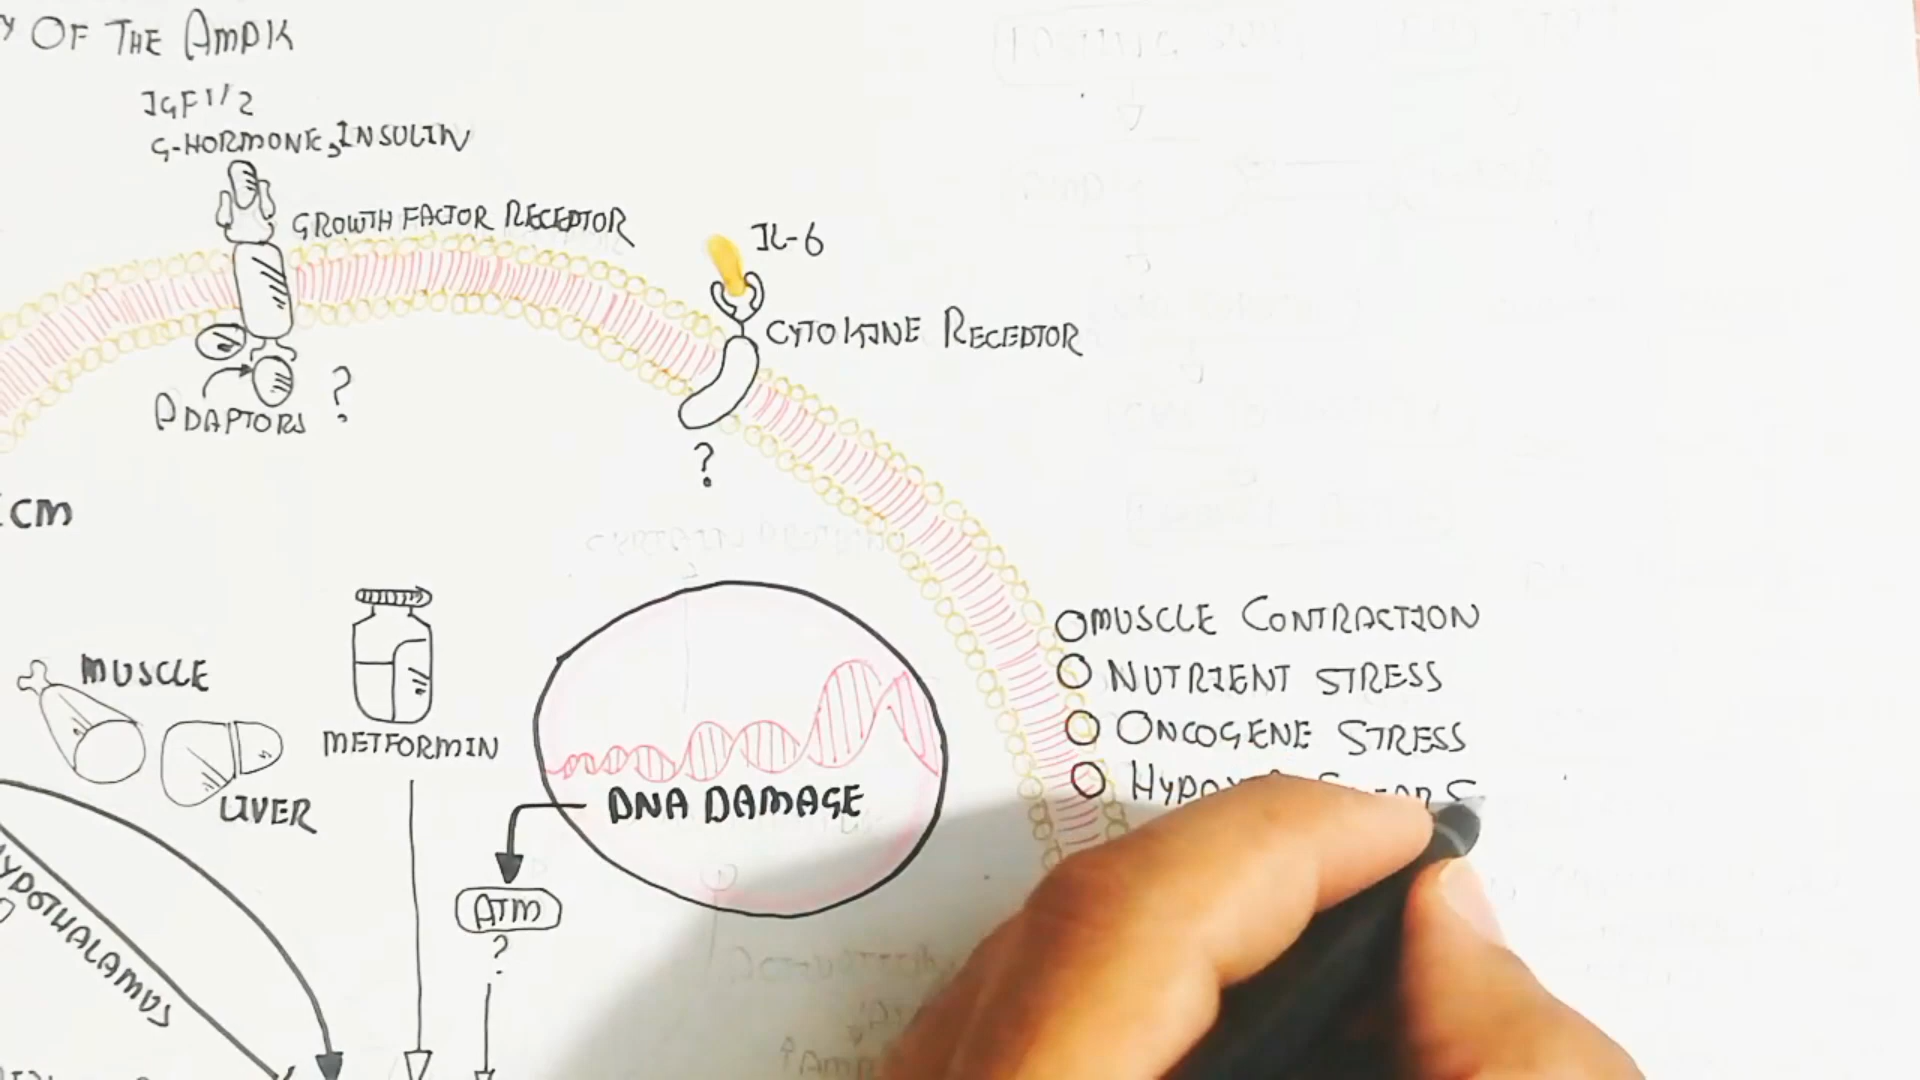 Y OF THE AMPK
IGF 1/2
G-HORMONE, INSULIN
GROWTH FACTOR RECEPTOR
IL-6
CYTOKINE RECEPTOR
ADAPTORS ?
?
CM
MUSCLE
LIVER
METFORMIN
DNA DAMAGE
ATM
?
HYPOTHALAMUS
MUSCLE CONTRACTION
NUTRIENT STRESS
ONCOGENE STRESS